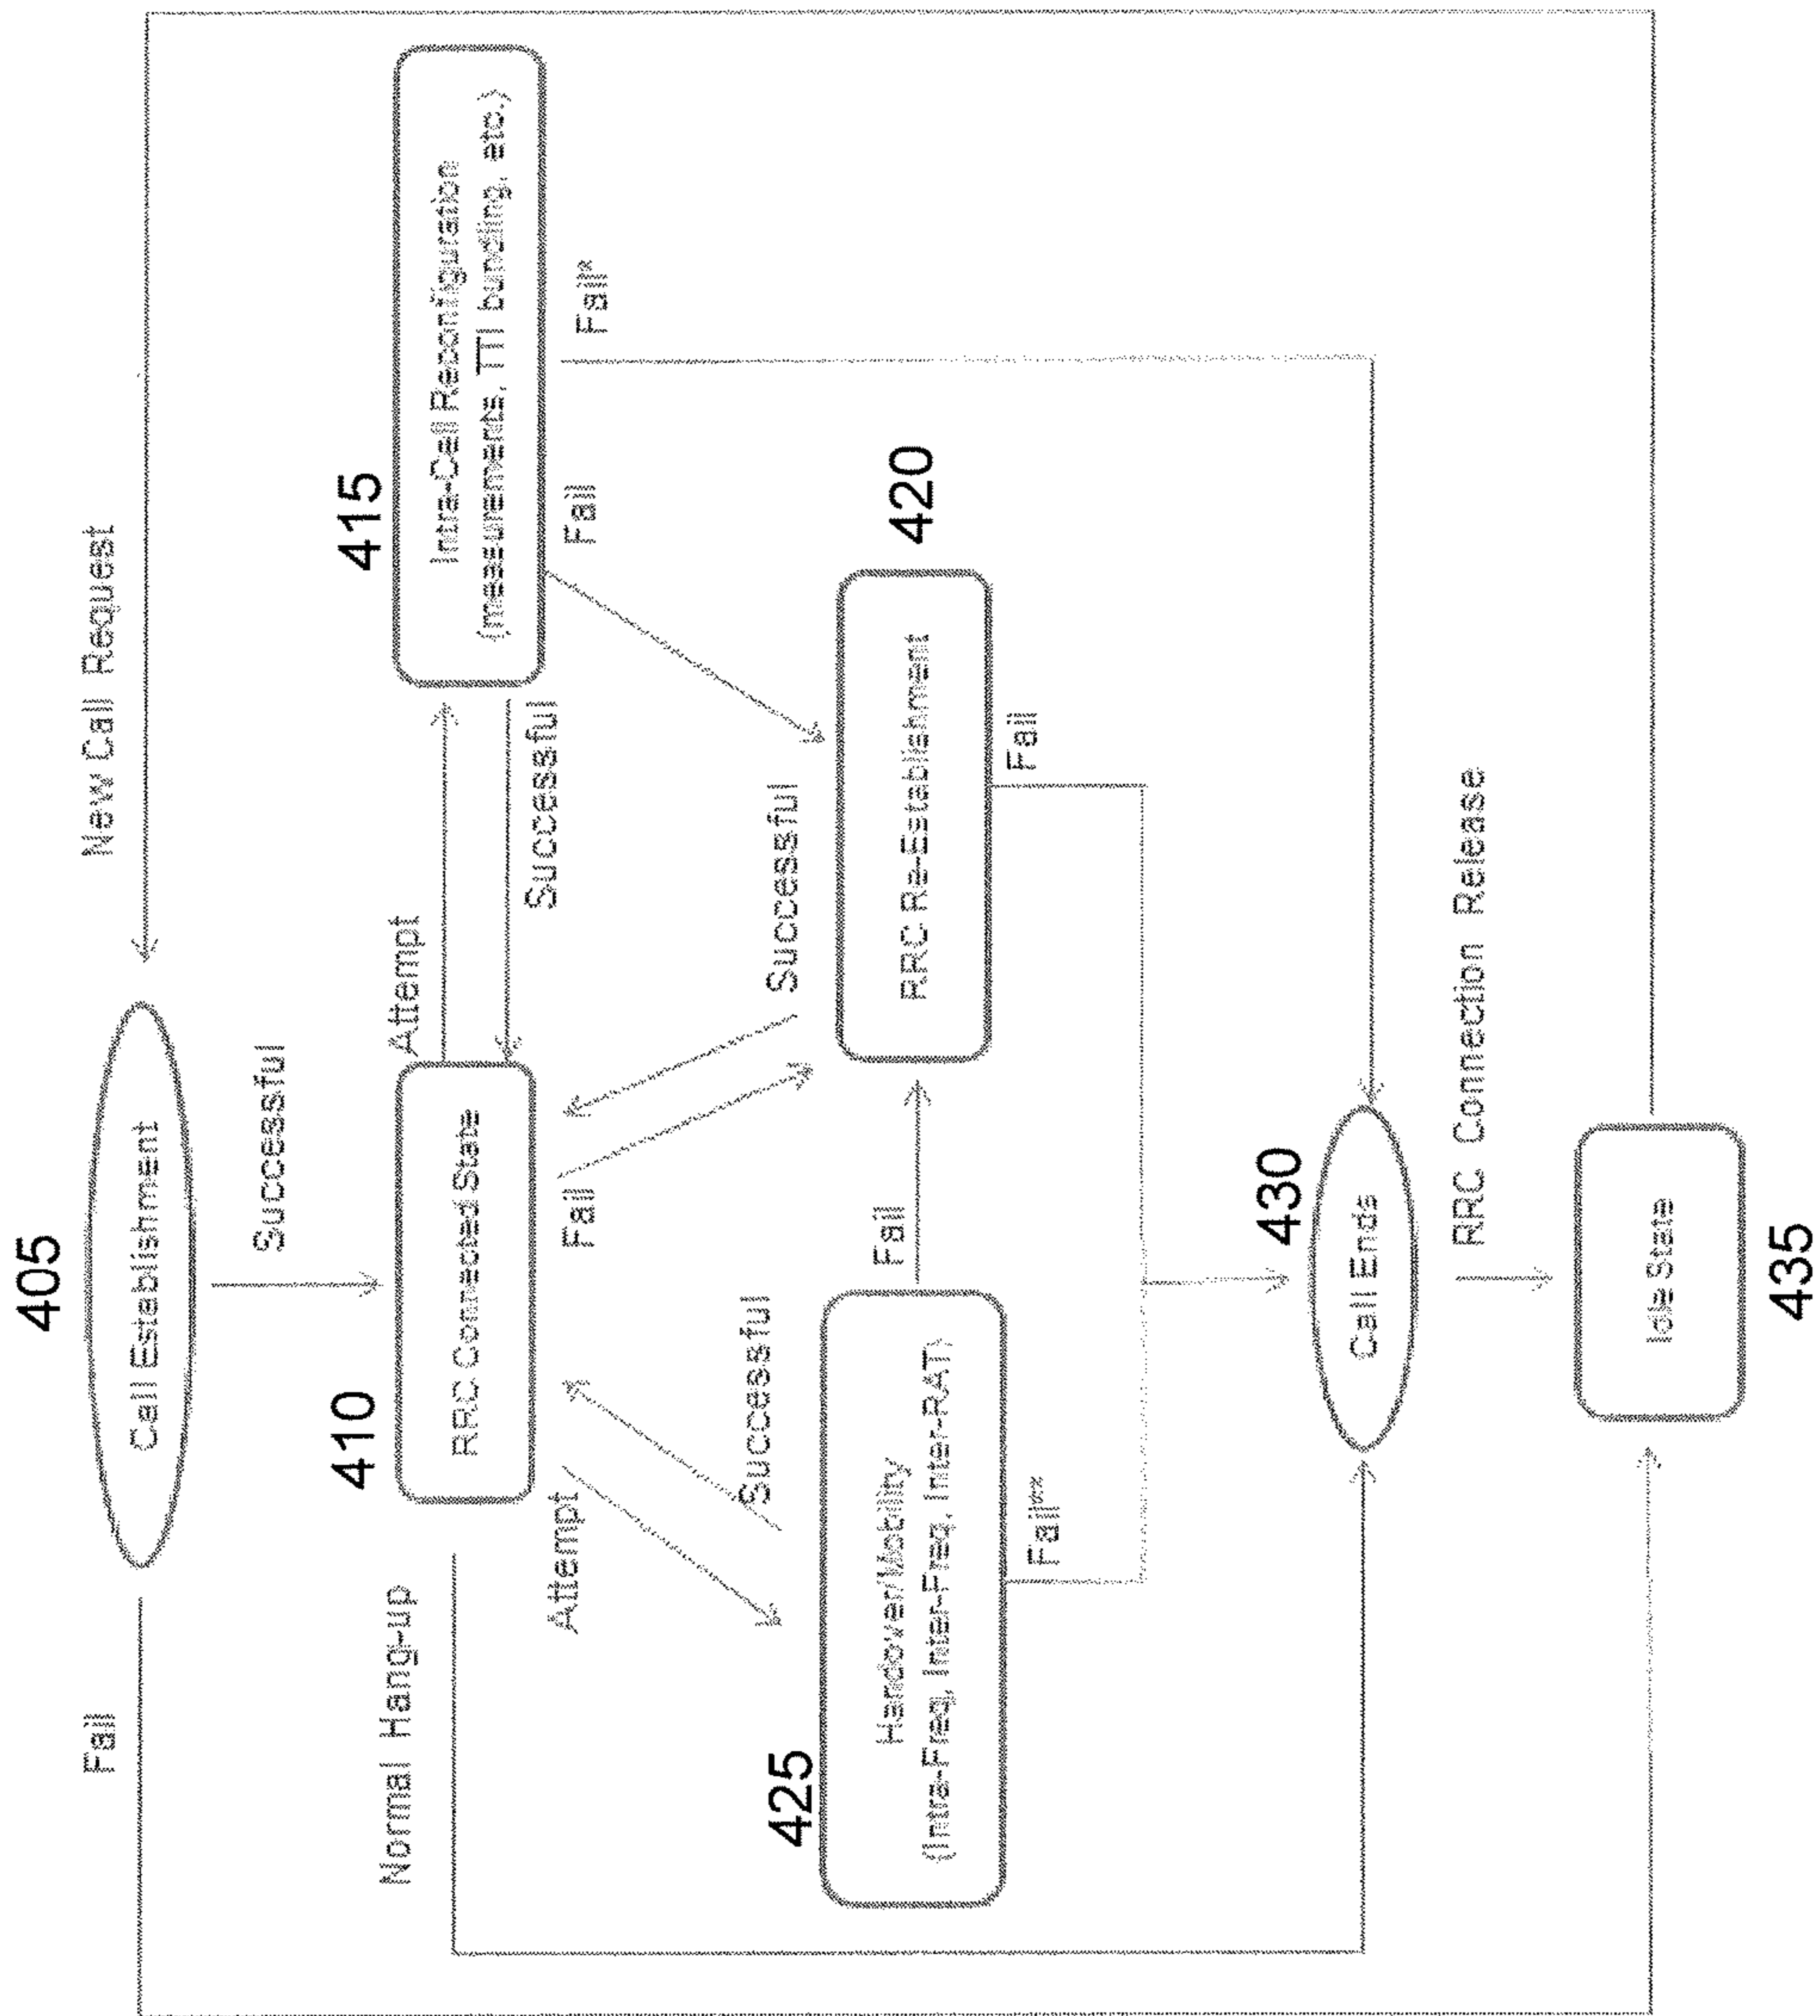 405
Call Establishment
Fail
New Call Request
Successful
410
RRC Connected State
Normal Hang-up
Attempt
Successful
415
Intra-Cell Reconfiguration
(measurements, TTI bundling, etc.)
Attempt
Successful
Fail
Successful
Fail
Fail*
425
Handover/Mobility
(Intra-Freq, Inter-Freq, Inter-RAT)
Fail
RRC Re-Establishment
420
Fail**
Fail
430
Call Ends
RRC Connection Release
Idle State
435